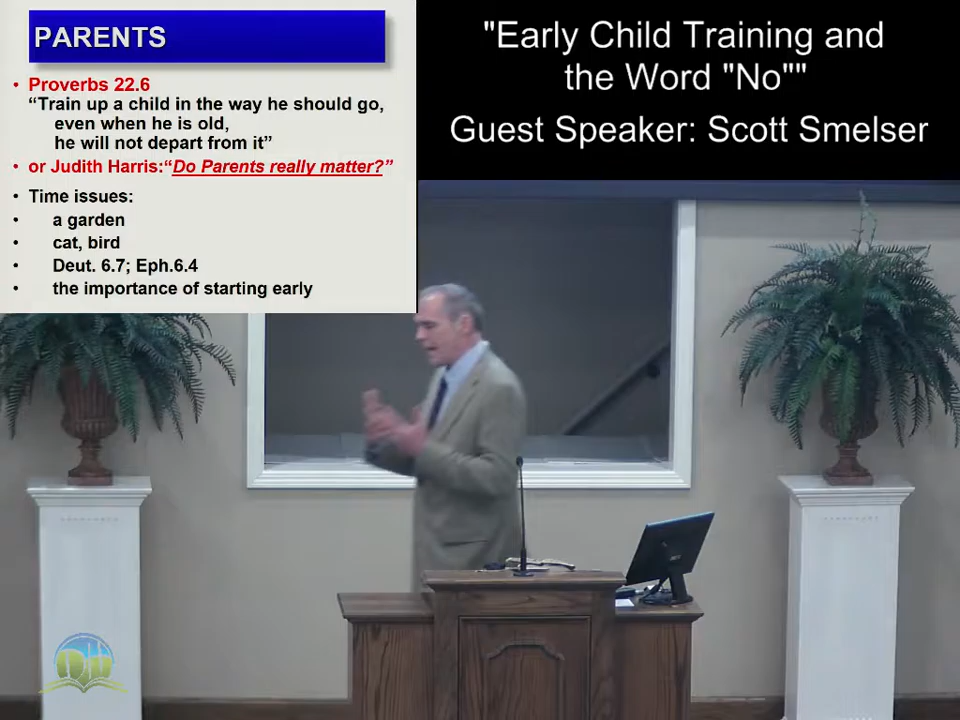 PARENTS
• Proverbs 22.6
“Train up a child in the way he should go,
even when he is old,
he will not depart from it”
• or Judith Harris:“Do Parents really matter?”
• Time issues:
• a garden
• cat, bird
• Deut. 6.7; Eph.6.4
• the importance of starting early
"Early Child Training and
the Word "No""
Guest Speaker: Scott Smelser